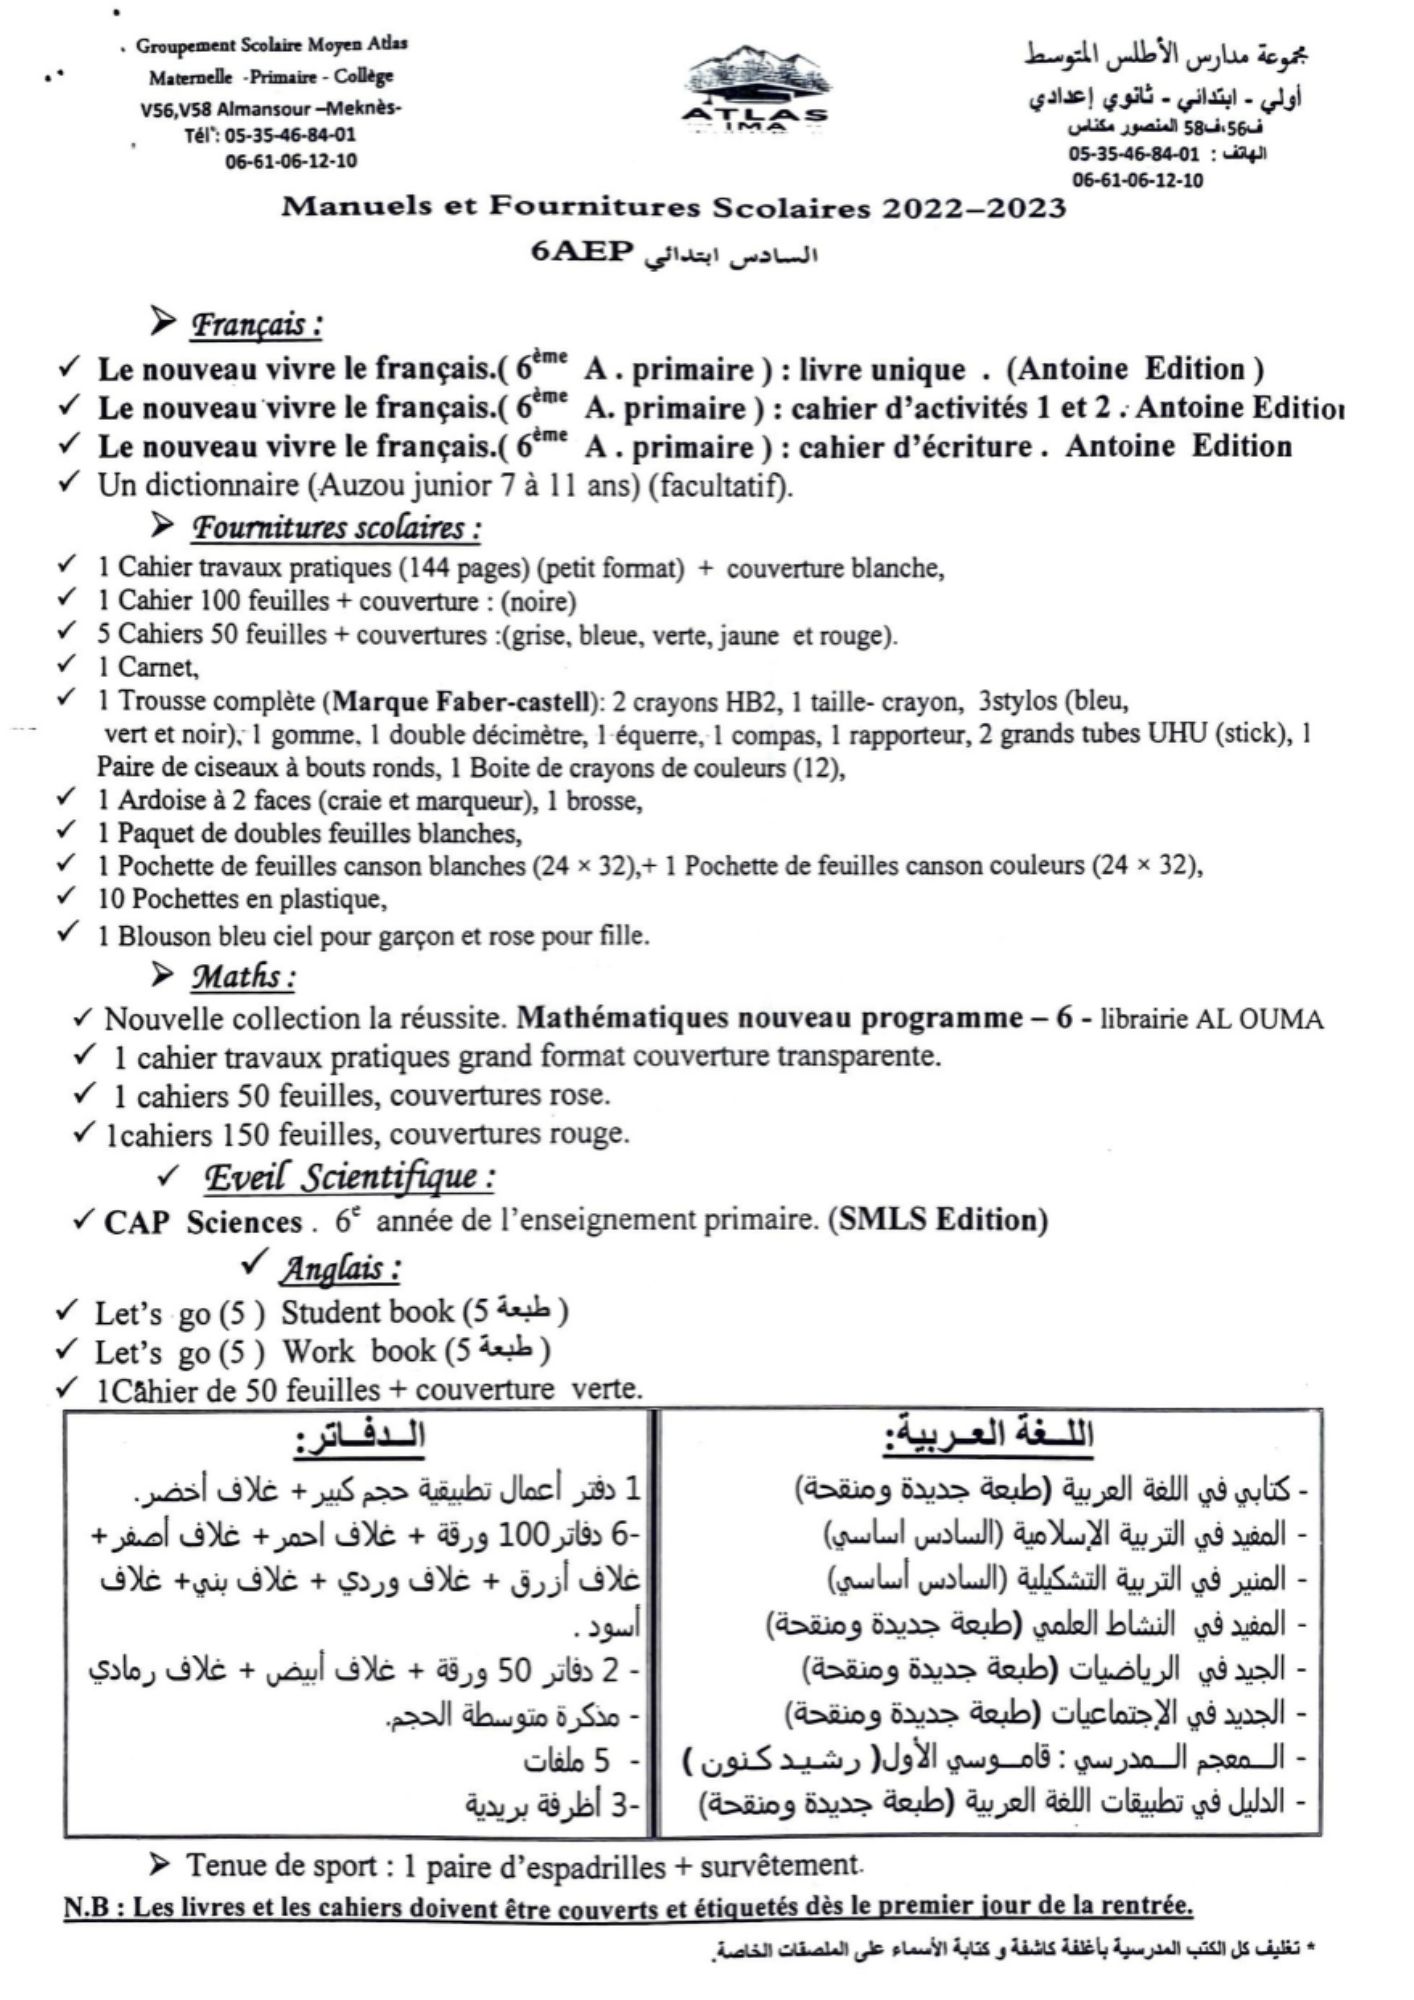 Groupement Scolaire Moyen Atlas
Maternelle -Primaire - Collège
V56,V58 Almansour –Meknès-
Tél : 05-35-46-84-01
06-61-06-12-10
ATLAS
IMA
مجموعة مدارس الأطلس المتوسط
أولي - ابتدائي - ثانوي إعدادي
ف56،ف58 المنصور مكناس
الهاتف : 05-35-46-84-01
06-61-06-12-10
Manuels et Fournitures Scolaires 2022–2023
6AEP السادس ابتدائي
➢ Français :
✓ Le nouveau vivre le français.( 6ème A . primaire ) : livre unique . (Antoine Edition )
✓ Le nouveau vivre le français.( 6ème A. primaire ) : cahier d’activités 1 et 2 . Antoine Edition
✓ Le nouveau vivre le français.( 6ème A . primaire ) : cahier d’écriture . Antoine Edition
✓ Un dictionnaire (Auzou junior 7 à 11 ans) (facultatif).
➢ Fournitures scolaires :
✓ 1 Cahier travaux pratiques (144 pages) (petit format) + couverture blanche,
✓ 1 Cahier 100 feuilles + couverture : (noire)
✓ 5 Cahiers 50 feuilles + couvertures :(grise, bleue, verte, jaune et rouge).
✓ 1 Carnet,
✓ 1 Trousse complète (Marque Faber-castell): 2 crayons HB2, 1 taille- crayon, 3stylos (bleu,
vert et noir), 1 gomme, 1 double décimètre, 1 équerre, 1 compas, 1 rapporteur, 2 grands tubes UHU (stick), 1
Paire de ciseaux à bouts ronds, 1 Boite de crayons de couleurs (12),
✓ 1 Ardoise à 2 faces (craie et marqueur), 1 brosse,
✓ 1 Paquet de doubles feuilles blanches,
✓ 1 Pochette de feuilles canson blanches (24 × 32),+ 1 Pochette de feuilles canson couleurs (24 × 32),
✓ 10 Pochettes en plastique,
✓ 1 Blouson bleu ciel pour garçon et rose pour fille.
➢ Maths :
✓ Nouvelle collection la réussite. Mathématiques nouveau programme – 6 - librairie AL OUMA
✓ 1 cahier travaux pratiques grand format couverture transparente.
✓ 1 cahiers 50 feuilles, couvertures rose.
✓ 1cahiers 150 feuilles, couvertures rouge.
✓ Eveil Scientifique :
✓ CAP Sciences . 6e année de l’enseignement primaire. (SMLS Edition)
✓ Anglais :
✓ Let’s go (5 ) Student book (5 طبعة )
✓ Let’s go (5 ) Work book (5 طبعة )
✓ 1Cahier de 50 feuilles + couverture verte.
اللـغة العـربية:
- كتابي في اللغة العربية (طبعة جديدة ومنقحة)
- المفيد في التربية الإسلامية (السادس اساسي)
- المنير في التربية التشكيلية (السادس أساسي)
- المفيد في النشاط العلمي (طبعة جديدة ومنقحة)
- الجيد في الرياضيات (طبعة جديدة ومنقحة)
- الجديد في الإجتماعيات (طبعة جديدة ومنقحة)
- الـمعجم الـمدرسي : قامـوسي الأول( رشـيد كـنون )
- الدليل في تطبيقات اللغة العربية (طبعة جديدة ومنقحة)
الـدفـاتر:
1 دفتر أعمال تطبيقية حجم كبير + غلاف أخضر.
-6 دفاتر100 ورقة + غلاف احمر + غلاف أصفر +
غلاف أزرق + غلاف وردي + غلاف بني+ غلاف
أسود .
- 2 دفاتر 50 ورقة + غلاف أبيض + غلاف رمادي
- مذكرة متوسطة الحجم.
- 5 ملفات
-3 أظرفة بريدية
➢ Tenue de sport : 1 paire d’espadrilles + survêtement.
N.B : Les livres et les cahiers doivent être couverts et étiquetés dès le premier jour de la rentrée.
* تغليف كل الكتب المدرسية بأغلفة كاشفة و كتابة الأسماء على الملصقات الخاصة.